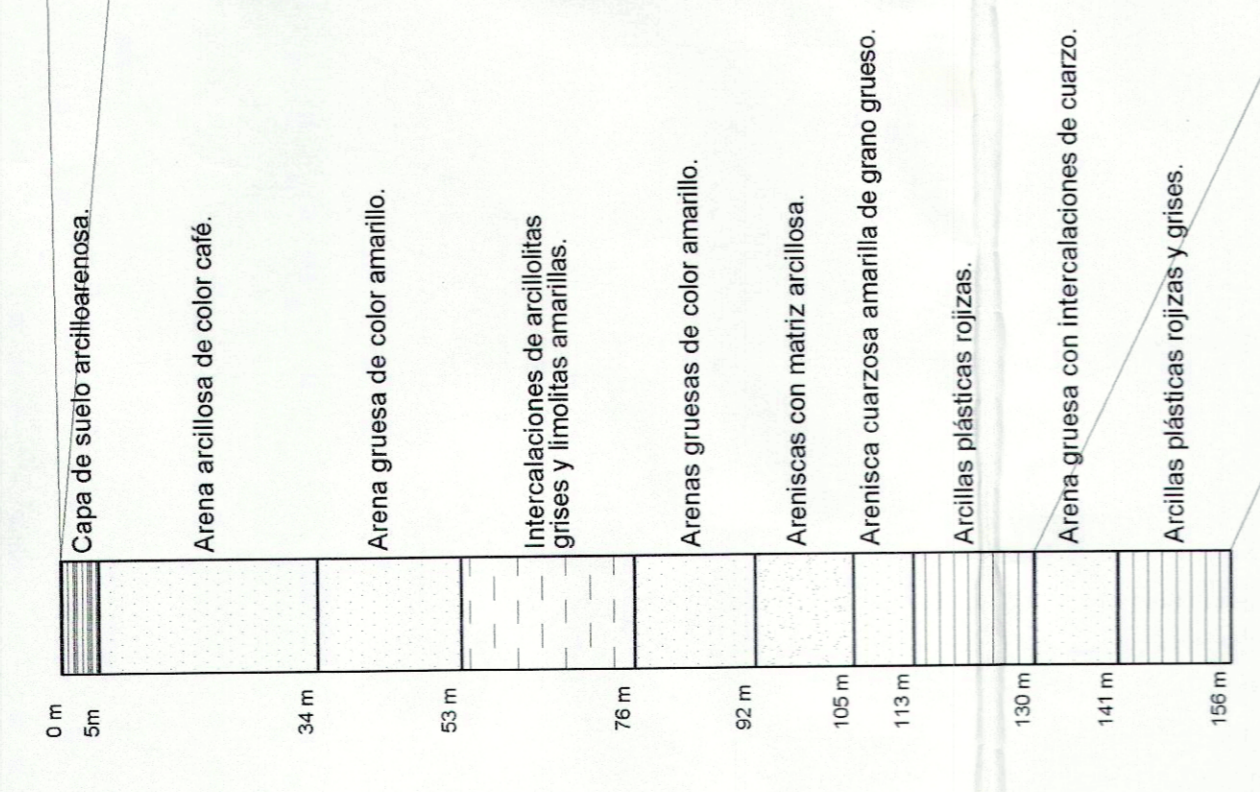 0 m
Capa de suelo arcilloarenosa.
5m
Arena arcillosa de color café.
34 m
Arena gruesa de color amarillo.
53 m
Intercalaciones de arcillolitas
grises y limolitas amarillas.
76 m
Arenas gruesas de color amarillo.
92 m
Areniscas con matriz arcillosa.
105 m
Arenisca cuarzosa amarilla de grano grueso.
113 m
Arcillas plásticas rojizas.
130 m
Arena gruesa con intercalaciones de cuarzo.
141 m
Arcillas plásticas rojizas y grises.
156 m